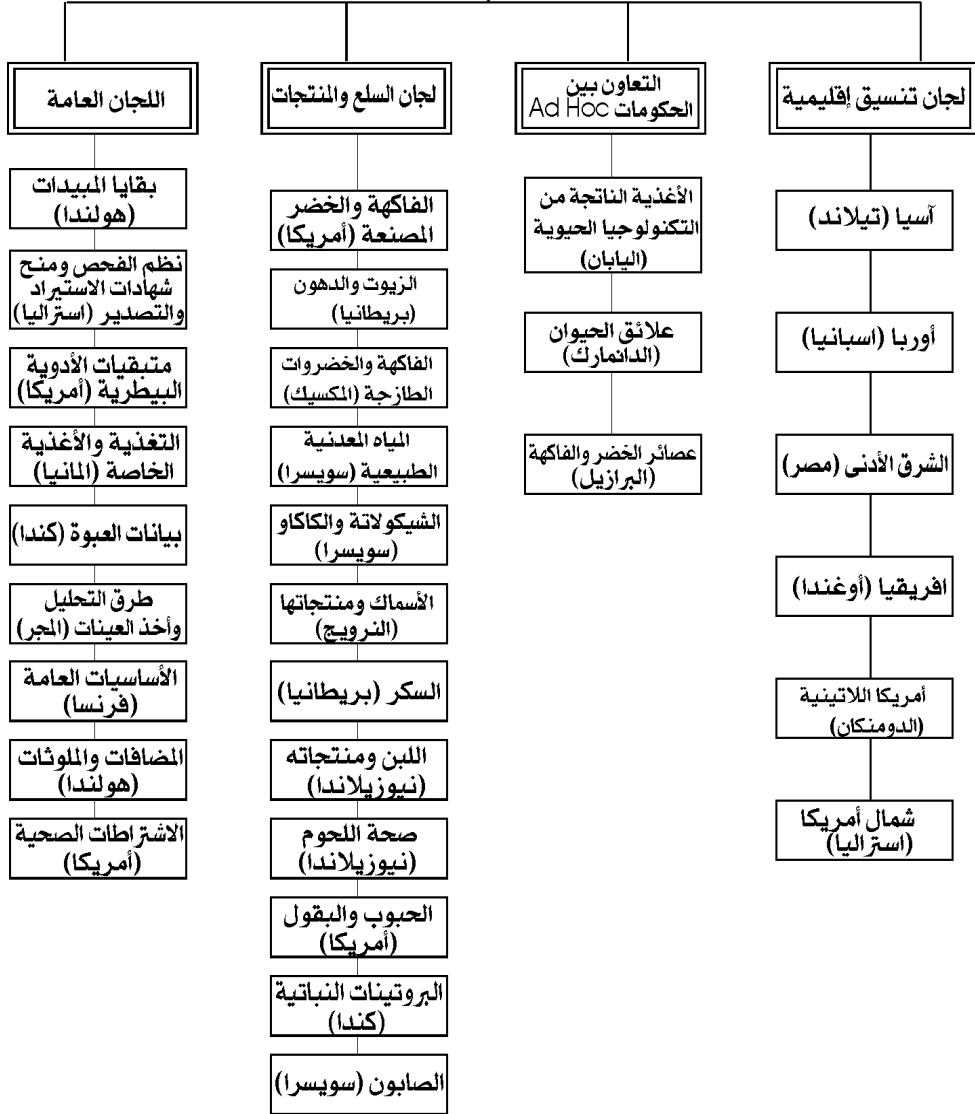 لجان تنسيق إقليمية
آسيا (تيلاند)
أوربا (اسبانيا)
الشرق الأدنى (مصر)
افريقيا (أوغندا)
أمريكا اللاتينية
(الدومنكان)
شمال أمريكا
(استراليا)
التعاون بين
الحكومات Ad Hoc
الأغذية الناتجة من
التكنولوجيا الحيوية
(اليابان)
علائق الحيوان
(الدانمارك)
عصائر الخضر والفاكهة
(البرازيل)
لجان السلع والمنتجات
الفاكهة والخضر
المصنعة (أمريكا)
الزيوت والدهون
(بريطانيا)
الفاكهة والخضروات
الطازجة (المكسيك)
المياه المعدنية
الطبيعية (سويسرا)
الشيكولاتة والكاكاو
(سويسرا)
الأسماك ومنتجاتها
(النرويج)
السكر (بريطانيا)
اللبن ومنتجاته
(نيوزيلاندا)
صحة اللحوم
(نيوزيلاندا)
الحبوب والبقول
(أمريكا)
البروتينات النباتية
(كندا)
الصابون (سويسرا)
اللجان العامة
بقايا المبيدات
(هولندا)
نظم الفحص ومنح
شهادات الاستيراد
والتصدير (استراليا)
متبقيات الأدوية
البيطرية (أمريكا)
التغذية والأغذية
الخاصة (المانيا)
بيانات العبوة (كندا)
طرق التحليل
وأخذ العينات (المجر)
الأساسيات العامة
(فرنسا)
المضافات والملوثات
(هولندا)
الاشتراطات الصحية
(أمريكا)